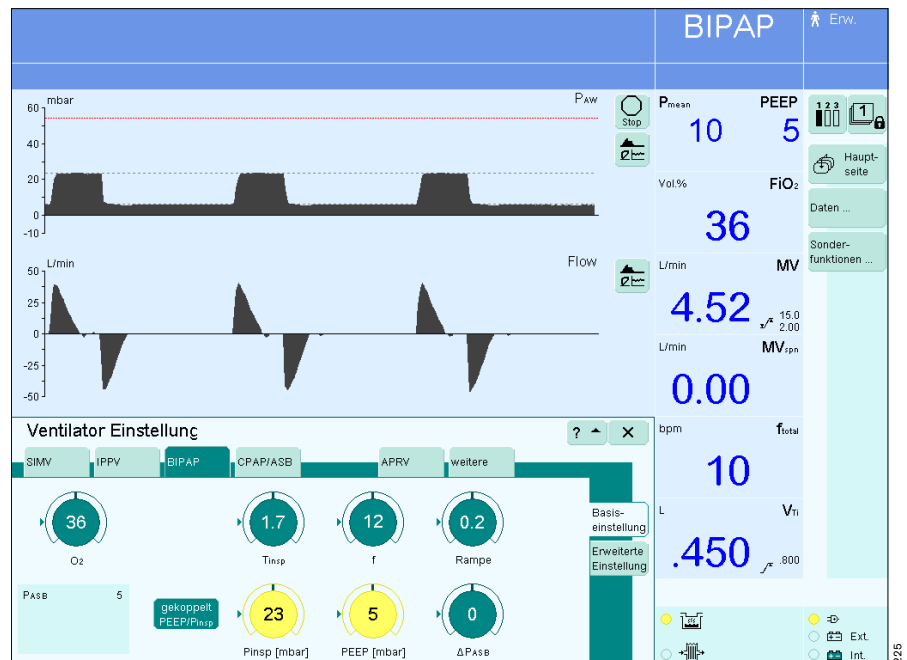 BIPAP
Erw.
mbar
PAW
60
40
20
0
-10
Stop
L/min
Flow
50
25
0
-25
-50
Pmean PEEP
10 5
Vol.% FiO2
36
L/min MV
4.52
15.0
2.00
L/min MVspn
0.00
bpm ftotal
10
L VTi
.450
.800
1 2 3
1
Haupt-
seite
Daten ...
Sonder-
funktionen ...
Ventilator Einstellung
?
SIMV IPPV BIPAP CPAP/ASB APRV weitere
36 1.7 12 0.2
O2 Tinsp f Rampe
Basis-
einstellung
Erweiterte
Einstellung
PASB 5
gekoppelt
PEEP/Pinsp
23 5 0
Pinsp [mbar] PEEP [mbar] ΔPASB
Ext.
Int.